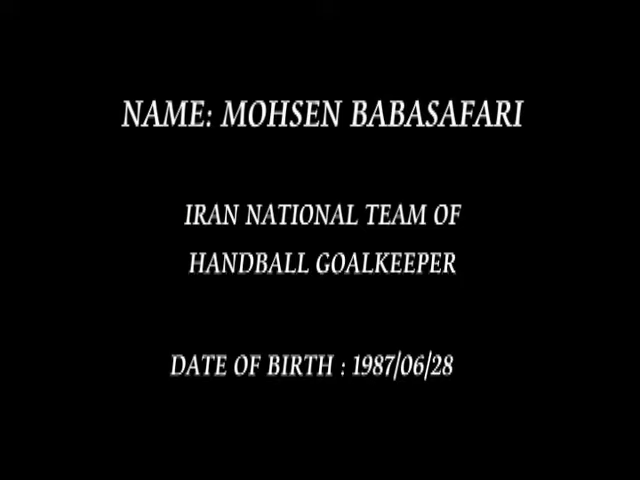 NAME: MOHSEN BABASAFARI
IRAN NATIONAL TEAM OF
HANDBALL GOALKEEPER
DATE OF BIRTH : 1987/06/28